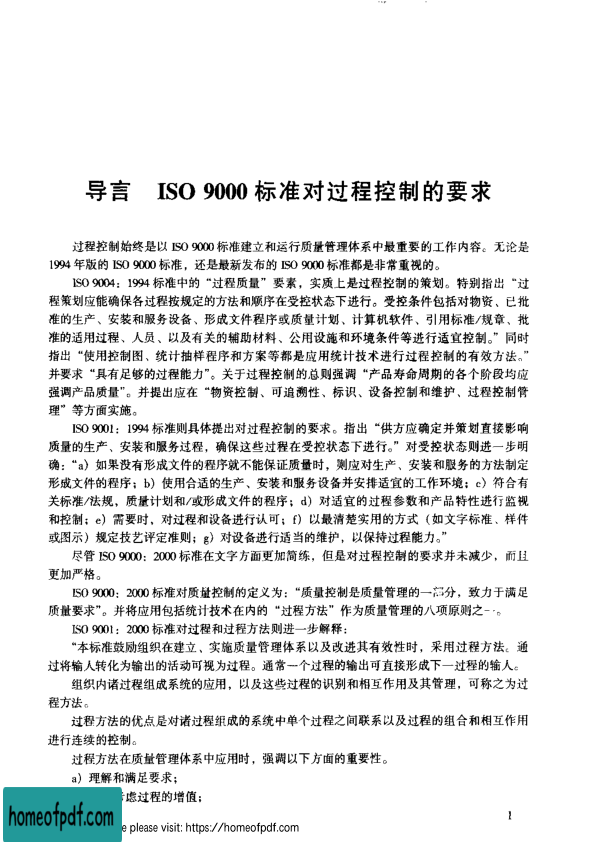 导言 ISO 9000 标准对过程控制的要求
过程控制始终是以 ISO 9000 标准建立和运行质量管理体系中最重要的工作内容。无论是
1994 年版的 ISO 9000 标准，还是最新发布的 ISO 9000 标准都是非常重视的。
ISO 9004：1994 标准中的“过程质量”要素，实质上是过程控制的策划。特别指出“过
程策划应能确保各过程按规定的方法和顺序在受控状态下进行。受控条件包括对物资、已批
准的生产、安装和服务设备、形成文件程序或质量计划、计算机软件、引用标准/规章、批
准的适用过程、人员、以及有关的辅助材料、公用设施和环境条件等进行适宜控制。”同时
指出“使用控制图、统计抽样程序和方案等都是应用统计技术进行过程控制的有效方法。”
并要求“具有足够的过程能力”。关于过程控制的总则强调“产品寿命周期的各个阶段均应
强调产品质量”。并提出应在“物资控制、可追溯性、标识、设备控制和维护、过程控制管
理”等方面实施。
ISO 9001：1994 标准则具体提出对过程控制的要求。指出“供方应确定并策划直接影响
质量的生产、安装和服务过程，确保这些过程在受控状态下进行。”对受控状态则进一步明
确：“a）如果没有形成文件的程序就不能保证质量时，则应对生产、安装和服务的方法制定
形成文件的程序；b）使用合适的生产、安装和服务设备并安排适宜的工作环境；c）符合有
关标准/法规，质量计划和/或形成文件的程序；d）对适宜的过程参数和产品特性进行监视
和控制；e）需要时，对过程和设备进行认可；f）以最清楚实用的方式（如文字标准、样件
或图示）规定技艺评定准则；g）对设备进行适当的维护，以保持过程能力。”
尽管 ISO 9000：2000 标准在文字方面更加简练，但是对过程控制的要求并未减少，而且
更加严格。
ISO 9000：2000 标准对质量控制的定义为：“质量控制是质量管理的一部分，致力于满足
质量要求”。并将应用包括统计技术在内的“过程方法”作为质量管理的八项原则之一。
ISO 9001：2000 标准对过程和过程方法则进一步解释：
“本标准鼓励组织在建立、实施质量管理体系以及改进其有效性时，采用过程方法。通
过将输人转化为输出的活动可视为过程。通常一个过程的输出可直接形成下一过程的输人。
组织内诸过程组成系统的应用，以及这些过程的识别和相互作用及其管理，可称之为过
程方法。
过程方法的优点是对诸过程组成的系统中单个过程之间联系以及过程的组合和相互作用
进行连续的控制。
过程方法在质量管理体系中应用时，强调以下方面的重要性。
a）理解和满足要求；
考虑过程的增值；
1
homeofpdf.com
e please visit: https://homeofpdf.com